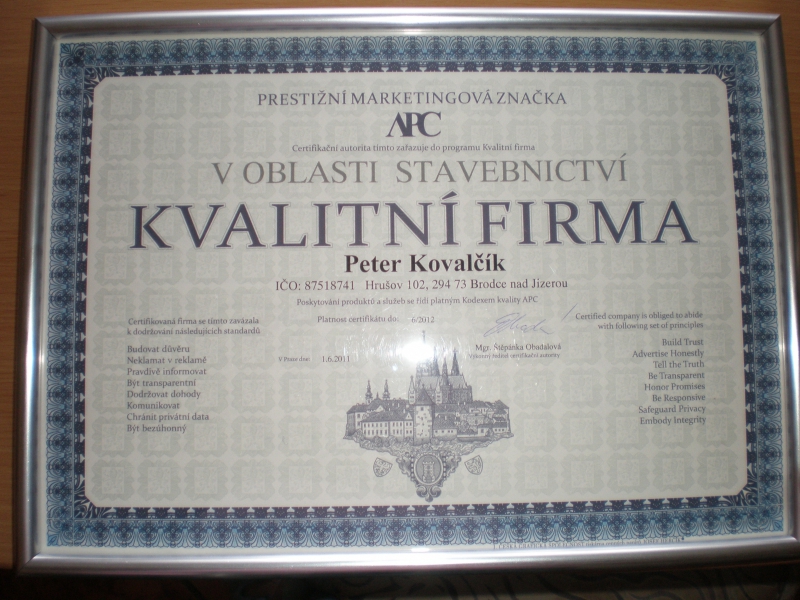 PRESTIŽNÍ MARKETINGOVÁ ZNAČKA
APC
Certifikační autorita tímto zařazuje do programu Kvalitní firma
V OBLASTI STAVEBNICTVÍ
KVALITNÍ FIRMA
Peter Kovalčík
IČO: 87518741 Hrušov 102, 294 73 Brodce nad Jizerou
Poskytování produktů a služeb se řídí platným Kodexem kvality APC
Platnost certifikátu do: 6/2012
Certifikovaná firma se tímto zavázala
k dodržování následujících standardů
Budovat důvěru
Neklamat v reklamě
Pravdivě informovat
Být transparentní
Dodržovat dohody
Komunikovat
Chránit privátní data
Být bezúhonný
V Praze dne: 1.6.2011
Mgr. Štěpánka Obadalová
Výkonný ředitel certifikační autority
Certified company is obliged to abide
with following set of principles
Build Trust
Advertise Honestly
Tell the Truth
Be Transparent
Honor Promises
Be Responsive
Safeguard Privacy
Embody Integrity